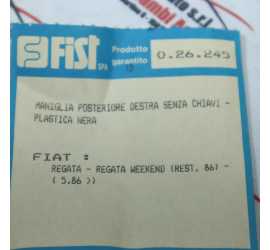 FiSt SPA
Prodotto
garantito
0.26.245
MANIGLIA POSTERIORE DESTRA SENZA CHIAVI -
PLASTICA NERA
FIAT :
REGATA - REGATA WEEKEND (REST. 86) -
( 5.86 ))